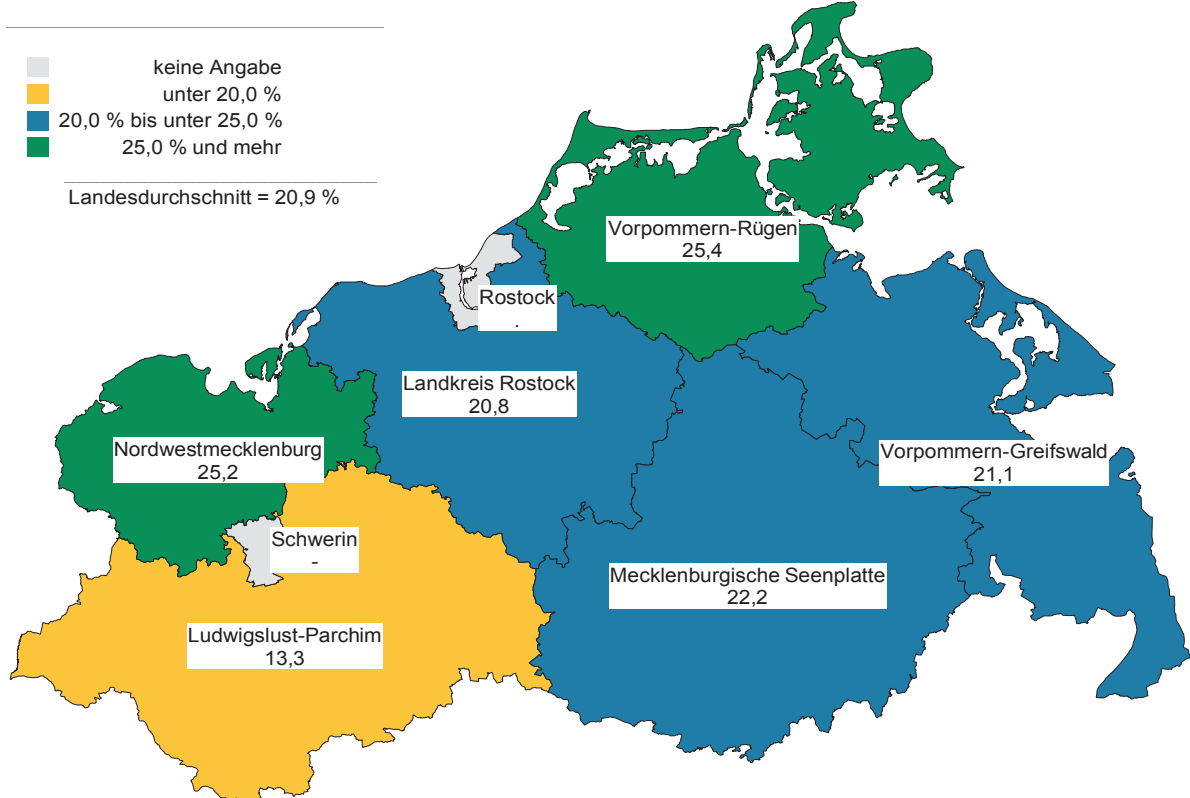 keine Angabe
unter 20,0 %
20,0 % bis unter 25,0 %
25,0 % und mehr
Landesdurchschnitt = 20,9 %
Vorpommern-Rügen
25,4
Rostock
.
Landkreis Rostock
20,8
Nordwestmecklenburg
25,2
Vorpommern-Greifswald
21,1
Schwerin
-
Mecklenburgische Seenplatte
22,2
Ludwigslust-Parchim
13,3